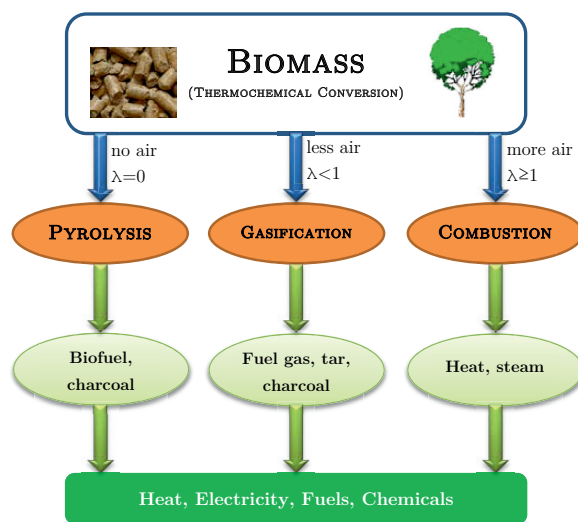 Biomass
(Thermochemical Conversion)
no air
λ=0
less air
λ<1
more air
λ≥1
Pyrolysis
Gasification
Combustion
Biofuel,
charcoal
Fuel gas, tar,
charcoal
Heat, steam
Heat, Electricity, Fuels, Chemicals